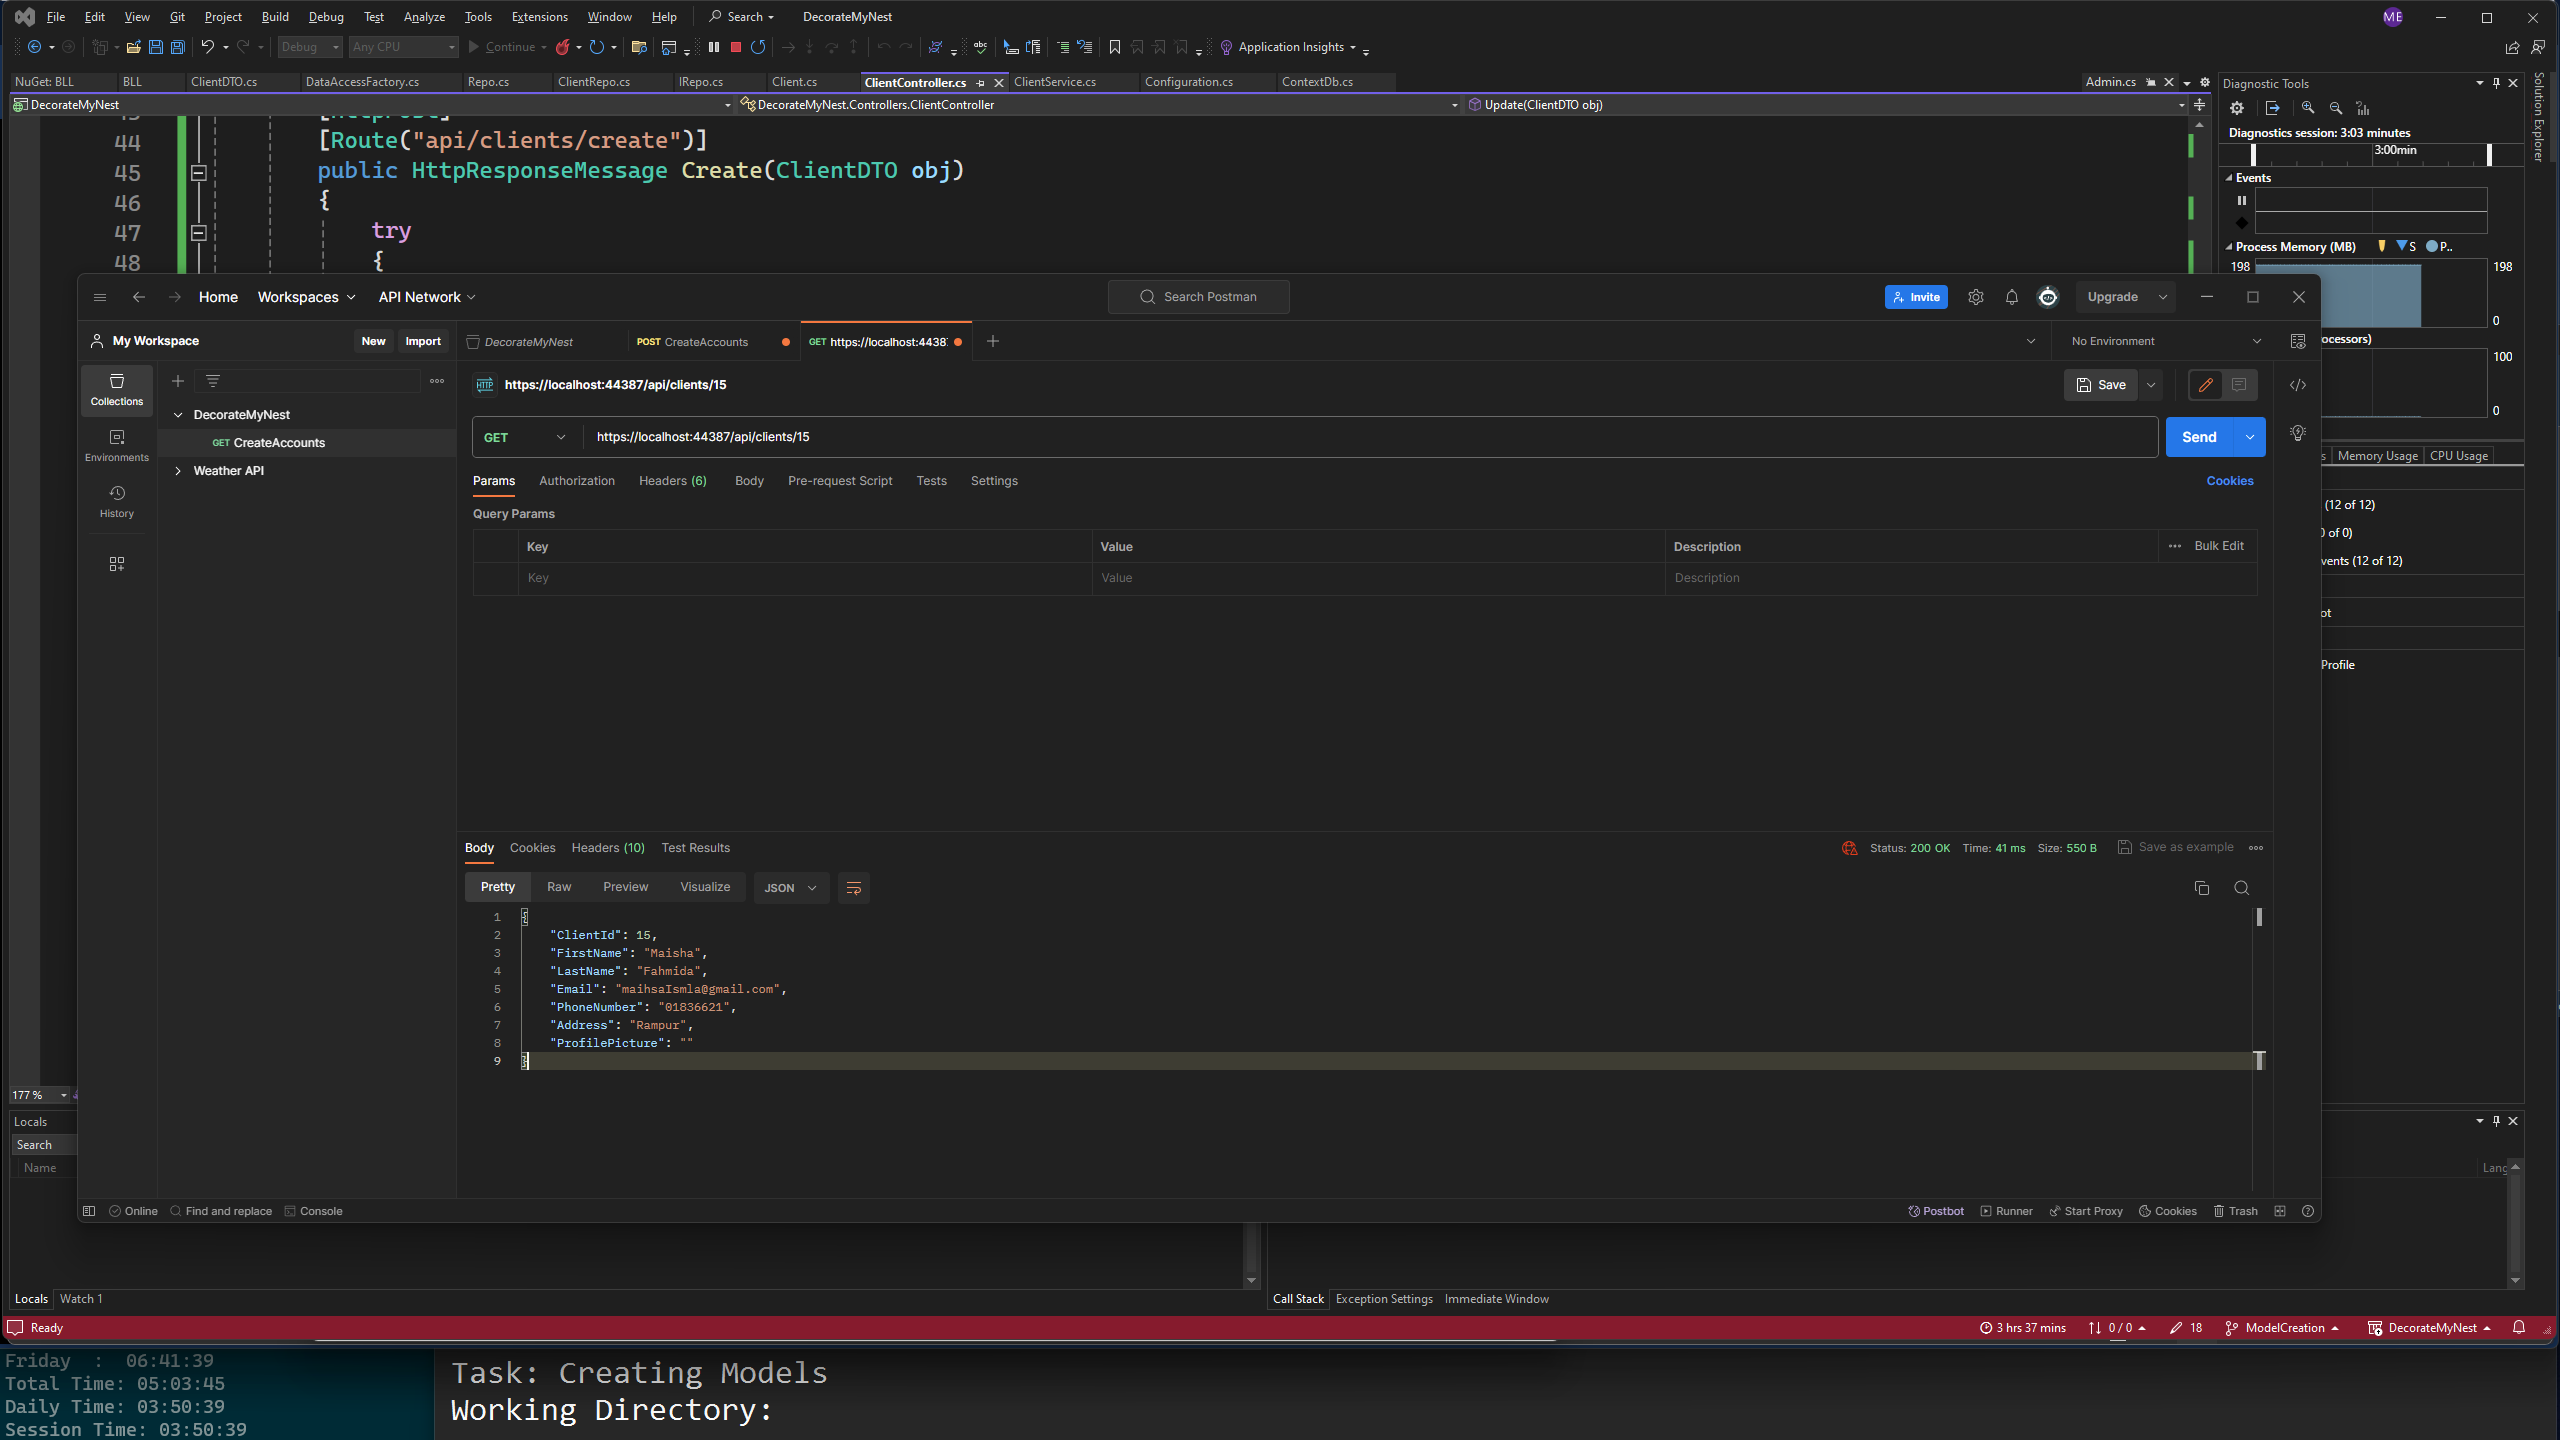 File Edit View Git Project Build Debug Test Analyze Tools Extensions Window Help Search DecorateMyNest ME
Debug Any CPU Continue Application Insights
NuGet: BLL BLL ClientDTO.cs DataAccessFactory.cs Repo.cs ClientRepo.cs IRepo.cs Client.cs ClientController.cs ClientService.cs Configuration.cs ContextDb.cs Admin.cs
DecorateMyNest DecorateMyNest.Controllers.ClientController Update(ClientDTO obj)
44 [Route("api/clients/create")]
45 public HttpResponseMessage Create(ClientDTO obj)
46 {
47 try
48 {
Diagnostic Tools
Solution Explorer
Diagnostics session: 3:03 minutes
3:00min
Events
Process Memory (MB) S P..
198 198
0
ocessors)
100
0
s Memory Usage CPU Usage
(12 of 12)
of 0)
vents (12 of 12)
ot
Profile
Home Workspaces API Network Search Postman Invite Upgrade
My Workspace New Import DecorateMyNest POST CreateAccounts GET https://localhost:4438 No Environment
Collections
Environments
History
DecorateMyNest
GET CreateAccounts
Weather API
HTTP https://localhost:44387/api/clients/15 Save
GET https://localhost:44387/api/clients/15 Send
Params Authorization Headers (6) Body Pre-request Script Tests Settings Cookies
Query Params
Key Value Description Bulk Edit
Key Value Description
Body Cookies Headers (10) Test Results Status: 200 OK Time: 41 ms Size: 550 B Save as example
Pretty Raw Preview Visualize JSON
1 {
2 "ClientId": 15,
3 "FirstName": "Maisha",
4 "LastName": "Fahmida",
5 "Email": "maihsaIsmla@gmail.com",
6 "PhoneNumber": "01836621",
7 "Address": "Rampur",
8 "ProfilePicture": ""
9 }
Online Find and replace Console Postbot Runner Start Proxy Cookies Trash
177 %
Locals
Search
Name
Lang
Locals Watch 1
Call Stack Exception Settings Immediate Window
Ready 3 hrs 37 mins 0 / 0 18 ModelCreation DecorateMyNest
Friday : 06:41:39
Total Time: 05:03:45
Daily Time: 03:50:39
Session Time: 03:50:39
Task: Creating Models
Working Directory: